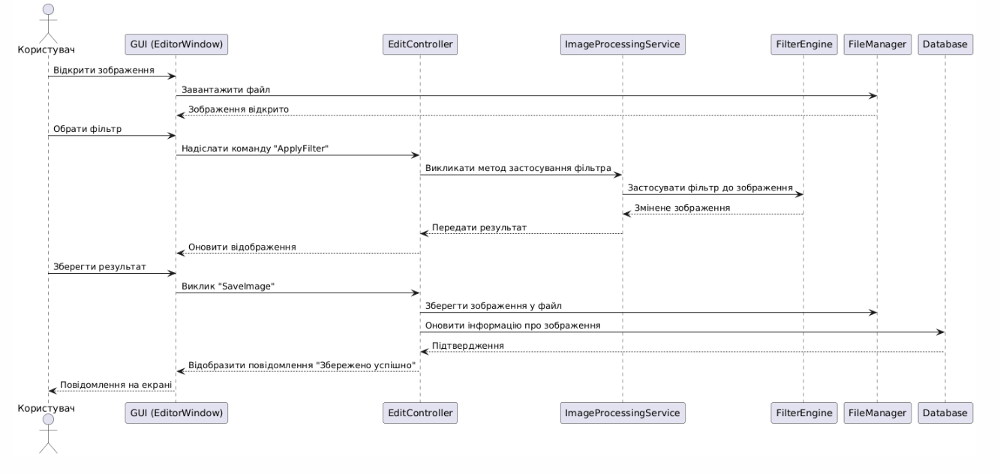 Користувач
GUI (EditorWindow)
EditController
ImageProcessingService
FilterEngine
FileManager
Database
Відкрити зображення
Завантажити файл
Зображення відкрито
Обрати фільтр
Надіслати команду "ApplyFilter"
Викликати метод застосування фільтра
Застосувати фільтр до зображення
Змінене зображення
Передати результат
Оновити відображення
Зберегти результат
Виклик "SaveImage"
Зберегти зображення у файл
Оновити інформацію про зображення
Підтвердження
Відобразити повідомлення "Збережено успішно"
Повідомлення на екрані
Користувач
GUI (EditorWindow)
EditController
ImageProcessingService
FilterEngine
FileManager
Database